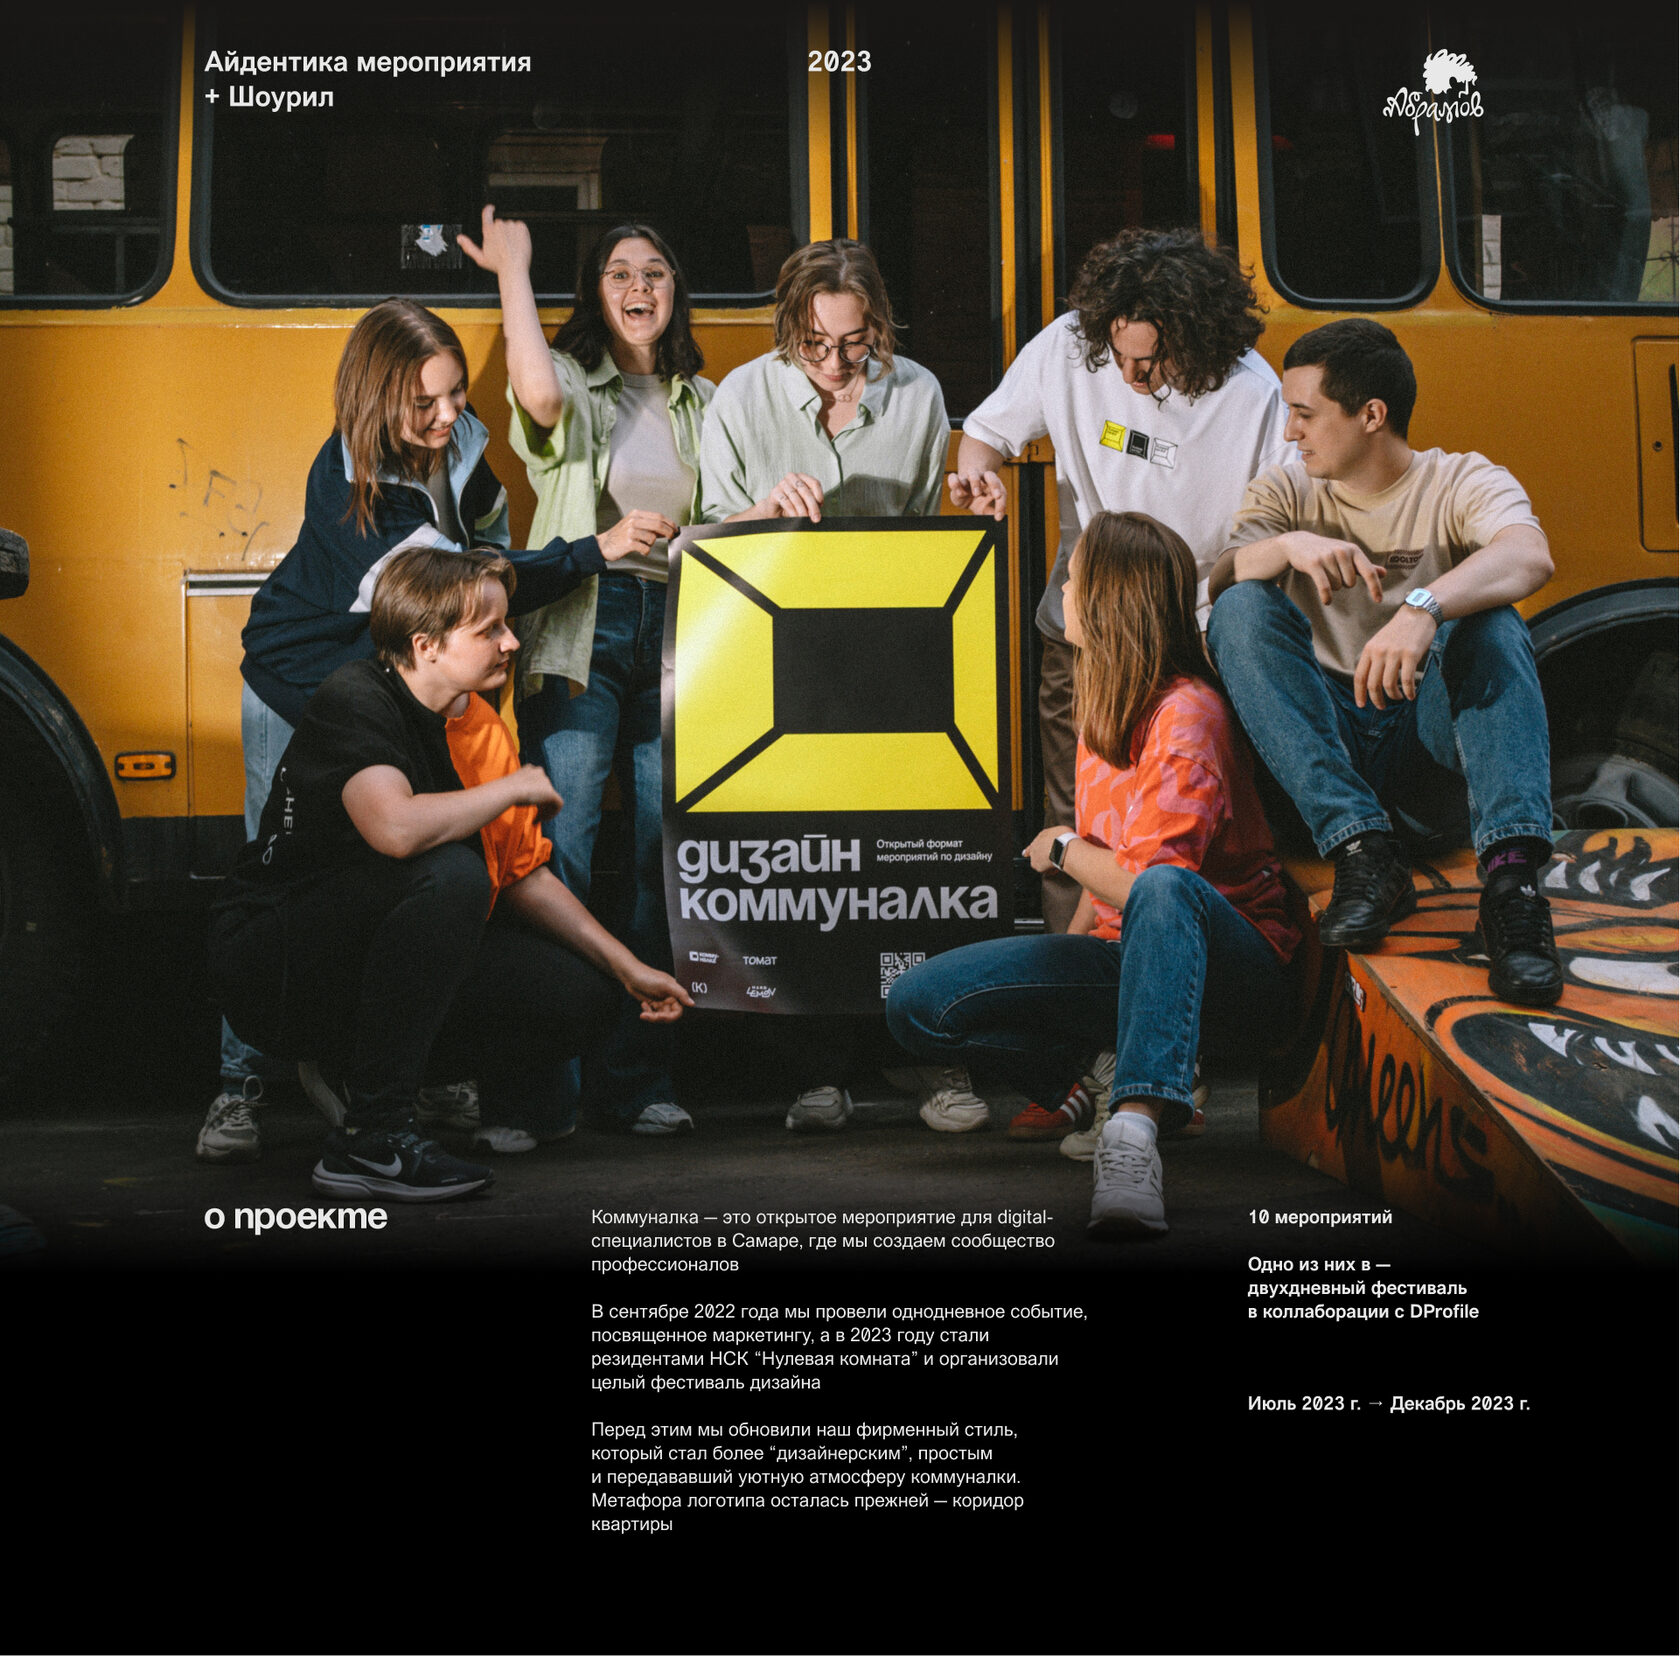 Айдентика мероприятия
+ Шоурил
2023
Абрамов
дизайн
коммуналка
Открытый формат
мероприятий по дизайну
КОММУ
НАЛКА
ТОМАТ
(К)
LEMON
NIKE
о проекте
Коммуналка — это открытое мероприятие для digital-
специалистов в Самаре, где мы создаем сообщество
профессионалов
В сентябре 2022 года мы провели однодневное событие,
посвященное маркетингу, а в 2023 году стали
резидентами НСК “Нулевая комната” и организовали
целый фестиваль дизайна
Перед этим мы обновили наш фирменный стиль,
который стал более “дизайнерским”, простым
и передававший уютную атмосферу коммуналки.
Метафора логотипа осталась прежней — коридор
квартиры
10 мероприятий
Одно из них в —
двухдневный фестиваль
в коллаборации с DProfile
Июль 2023 г. → Декабрь 2023 г.